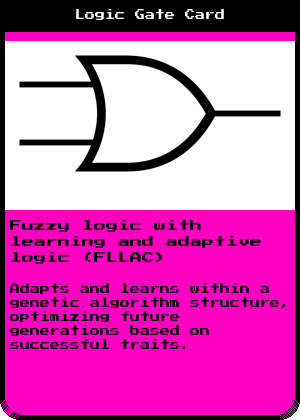 Logic Gate Card
Fuzzy logic with
learning and adaptive
logic (FLLAC)
Adapts and learns within a
genetic algorithm structure,
optimizing future
generations based on
successful traits.